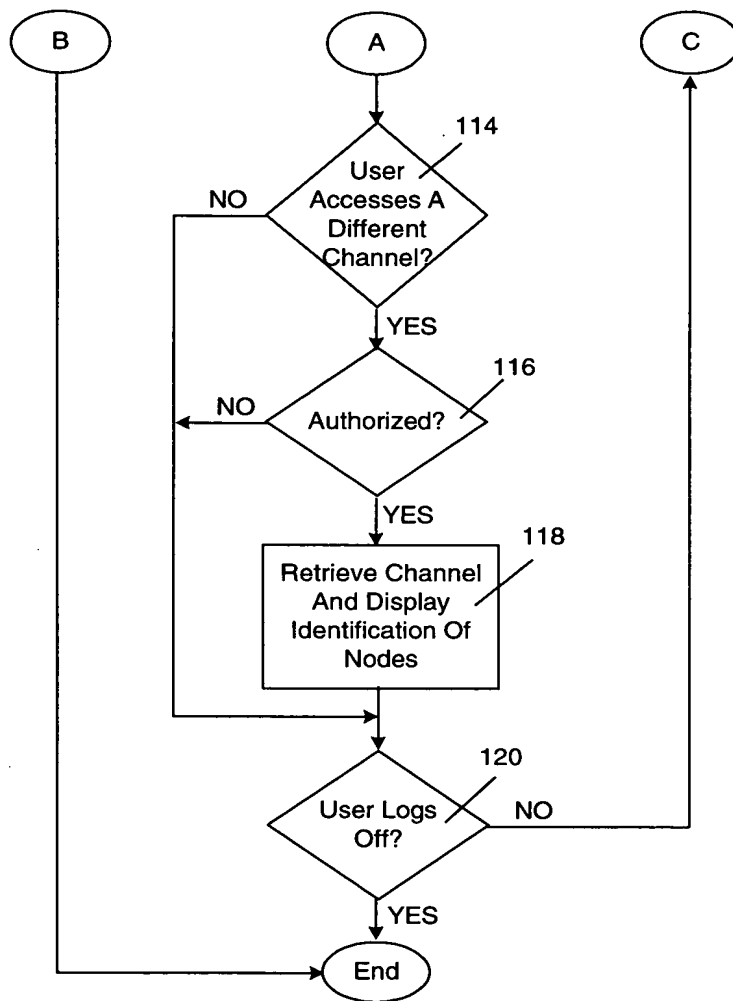 B
A
C
114
User
Accesses A
Different
Channel?
NO
YES
116
Authorized?
NO
YES
118
Retrieve Channel
And Display
Identification Of
Nodes
120
User Logs
Off?
NO
YES
End